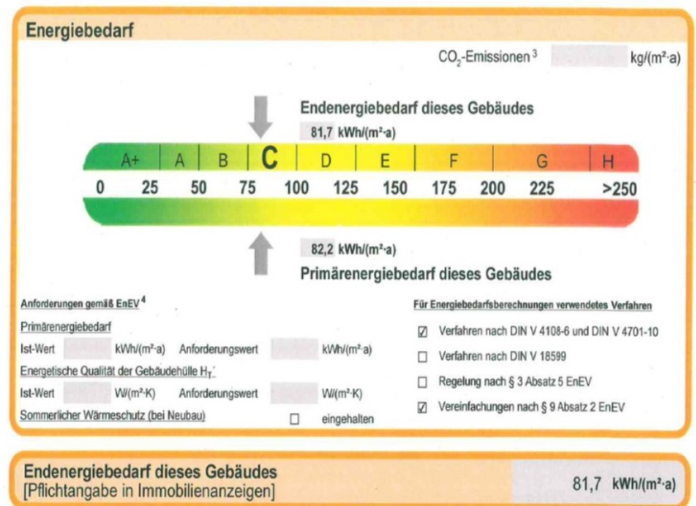 Energiebedarf
CO₂-Emissionen ³ kg/(m²·a)
Endenergiebedarf dieses Gebäudes
81,7 kWh/(m²·a)
A+ A B C D E F G H
0 25 50 75 100 125 150 175 200 225 >250
82,2 kWh/(m²·a)
Primärenergiebedarf dieses Gebäudes
Anforderungen gemäß EnEV ⁴
Primärenergiebedarf
Ist-Wert kWh/(m²·a) Anforderungswert kWh/(m²·a)
Energetische Qualität der Gebäudehülle H_T'
Ist-Wert W/(m²·K) Anforderungswert W/(m²·K)
Sommerlicher Wärmeschutz (bei Neubau) ☐ eingehalten
Für Energiebedarfsberechnungen verwendetes Verfahren
☑ Verfahren nach DIN V 4108-6 und DIN V 4701-10
☐ Verfahren nach DIN V 18599
☐ Regelung nach § 3 Absatz 5 EnEV
☑ Vereinfachungen nach § 9 Absatz 2 EnEV
Endenergiebedarf dieses Gebäudes
[Pflichtangabe in Immobilienanzeigen]
81,7 kWh/(m²·a)